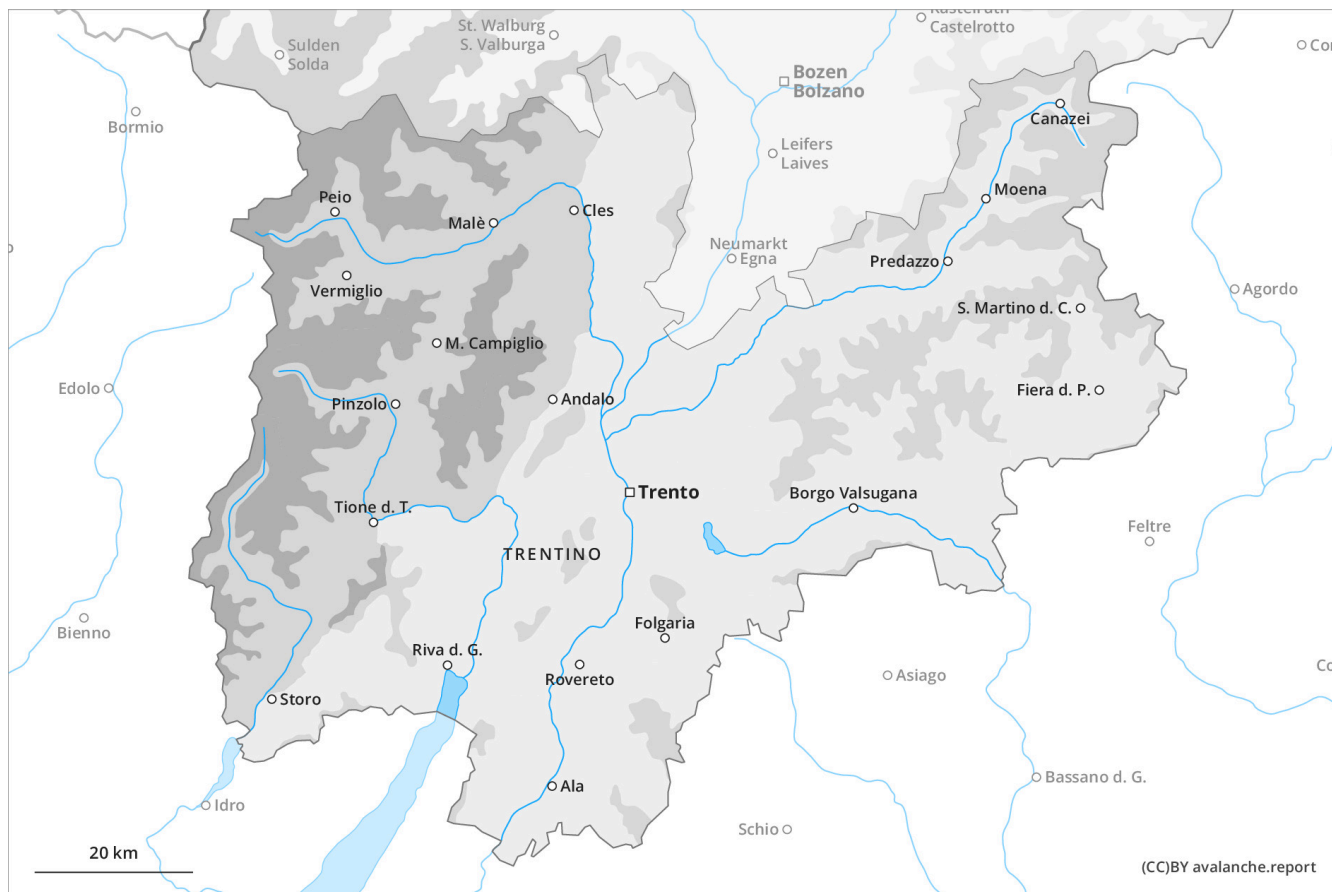 St. Walburg
S. Valburga
Kastelruth
Castelrotto
Sulden
Solda
Bozen
Bolzano
Bormio
Canazei
Leifers
Laives
Moena
Peio
Malè
Cles
Neumarkt
Egna
Predazzo
Vermiglio
Agordo
S. Martino d. C.
M. Campiglio
Edolo
Fiera d. P.
Pinzolo
Andalo
Trento
Borgo Valsugana
Tione d. T.
Feltre
TRENTINO
Bienno
Folgaria
Riva d. G.
Rovereto
Asiago
Storo
Bassano d. G.
Ala
Idro
Schio
20 km
(CC)BY avalanche.report